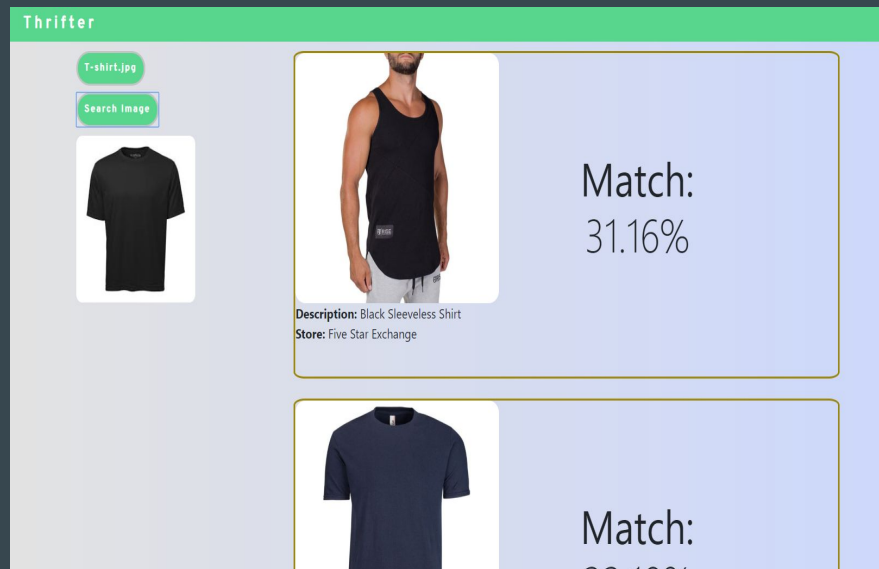 Thrifter
T-shirt.jpg
Search Image
Match:
31.16%
Description: Black Sleeveless Shirt
Store: Five Star Exchange
Match: